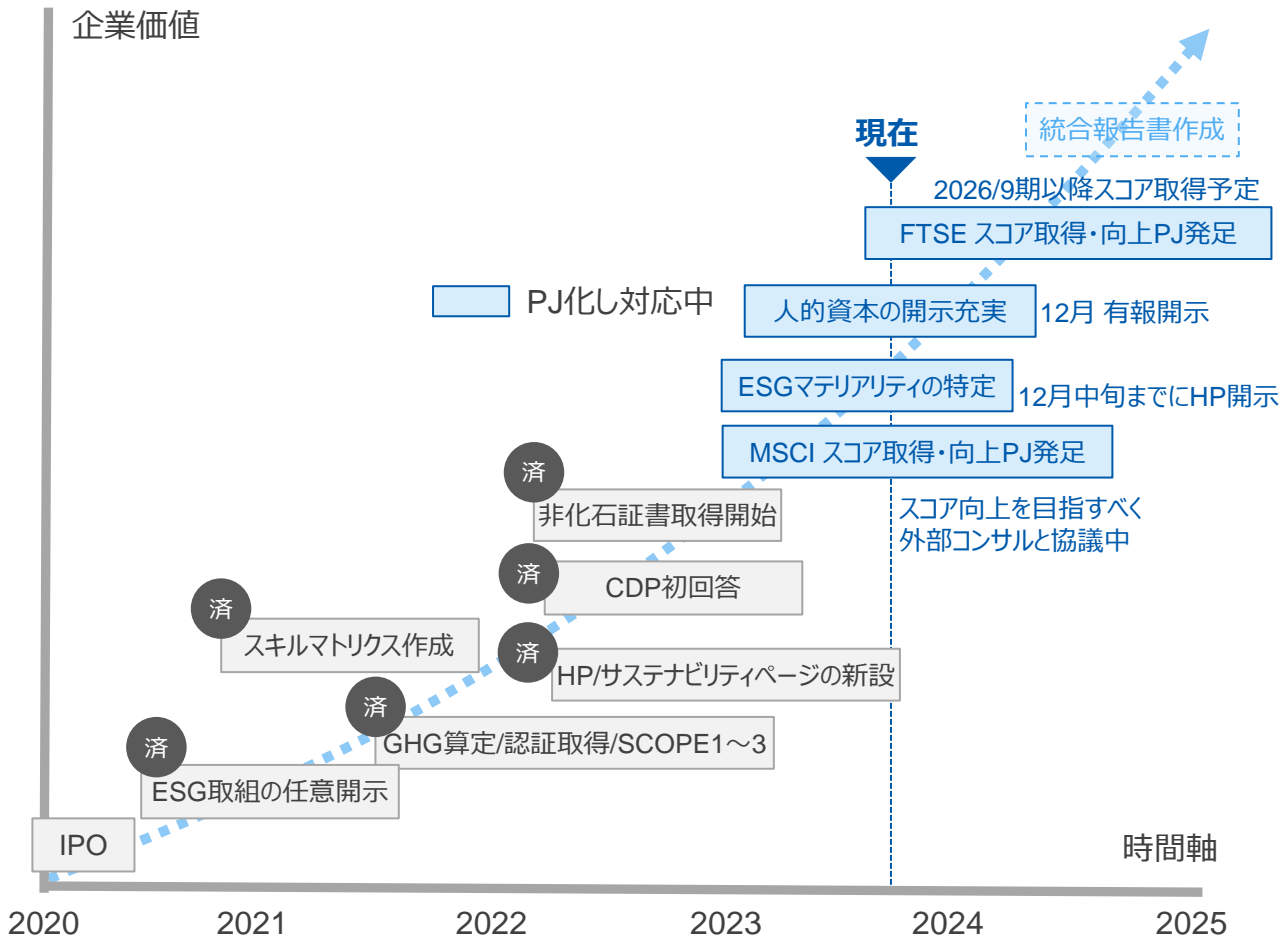 企業価値
統合報告書作成
現在
2026/9期以降スコア取得予定
FTSE スコア取得・向上PJ発足
PJ化し対応中
人的資本の開示充実
12月 有報開示
ESGマテリアリティの特定
12月中旬までにHP開示
MSCI スコア取得・向上PJ発足
済
非化石証書取得開始
スコア向上を目指すべく
外部コンサルと協議中
済
CDP初回答
済
スキルマトリクス作成
済
HP/サステナビリティページの新設
済
GHG算定/認証取得/SCOPE1～3
済
ESG取組の任意開示
IPO
時間軸
2020
2021
2022
2023
2024
2025